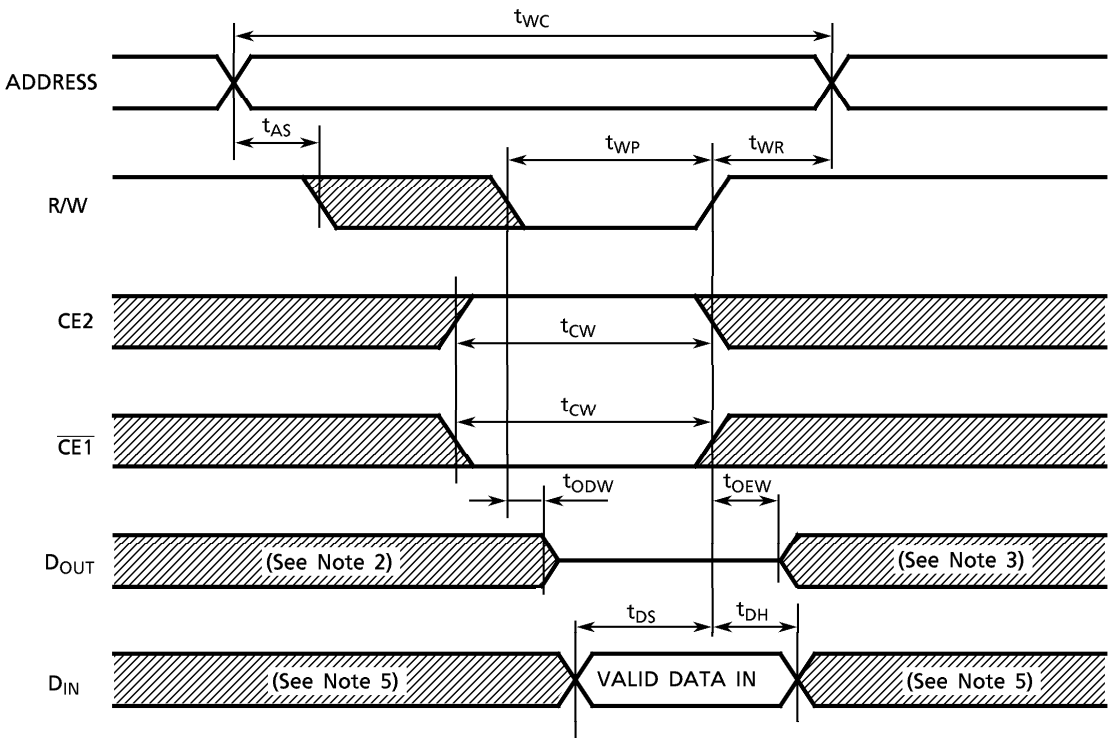 tWC
ADDRESS
tAS
tWP
tWR
R/W
CE2
tCW
tCW
CE1
tODW
tOEW
DOUT
(See Note 2)
(See Note 3)
tDS
tDH
DIN
(See Note 5)
VALID DATA IN
(See Note 5)